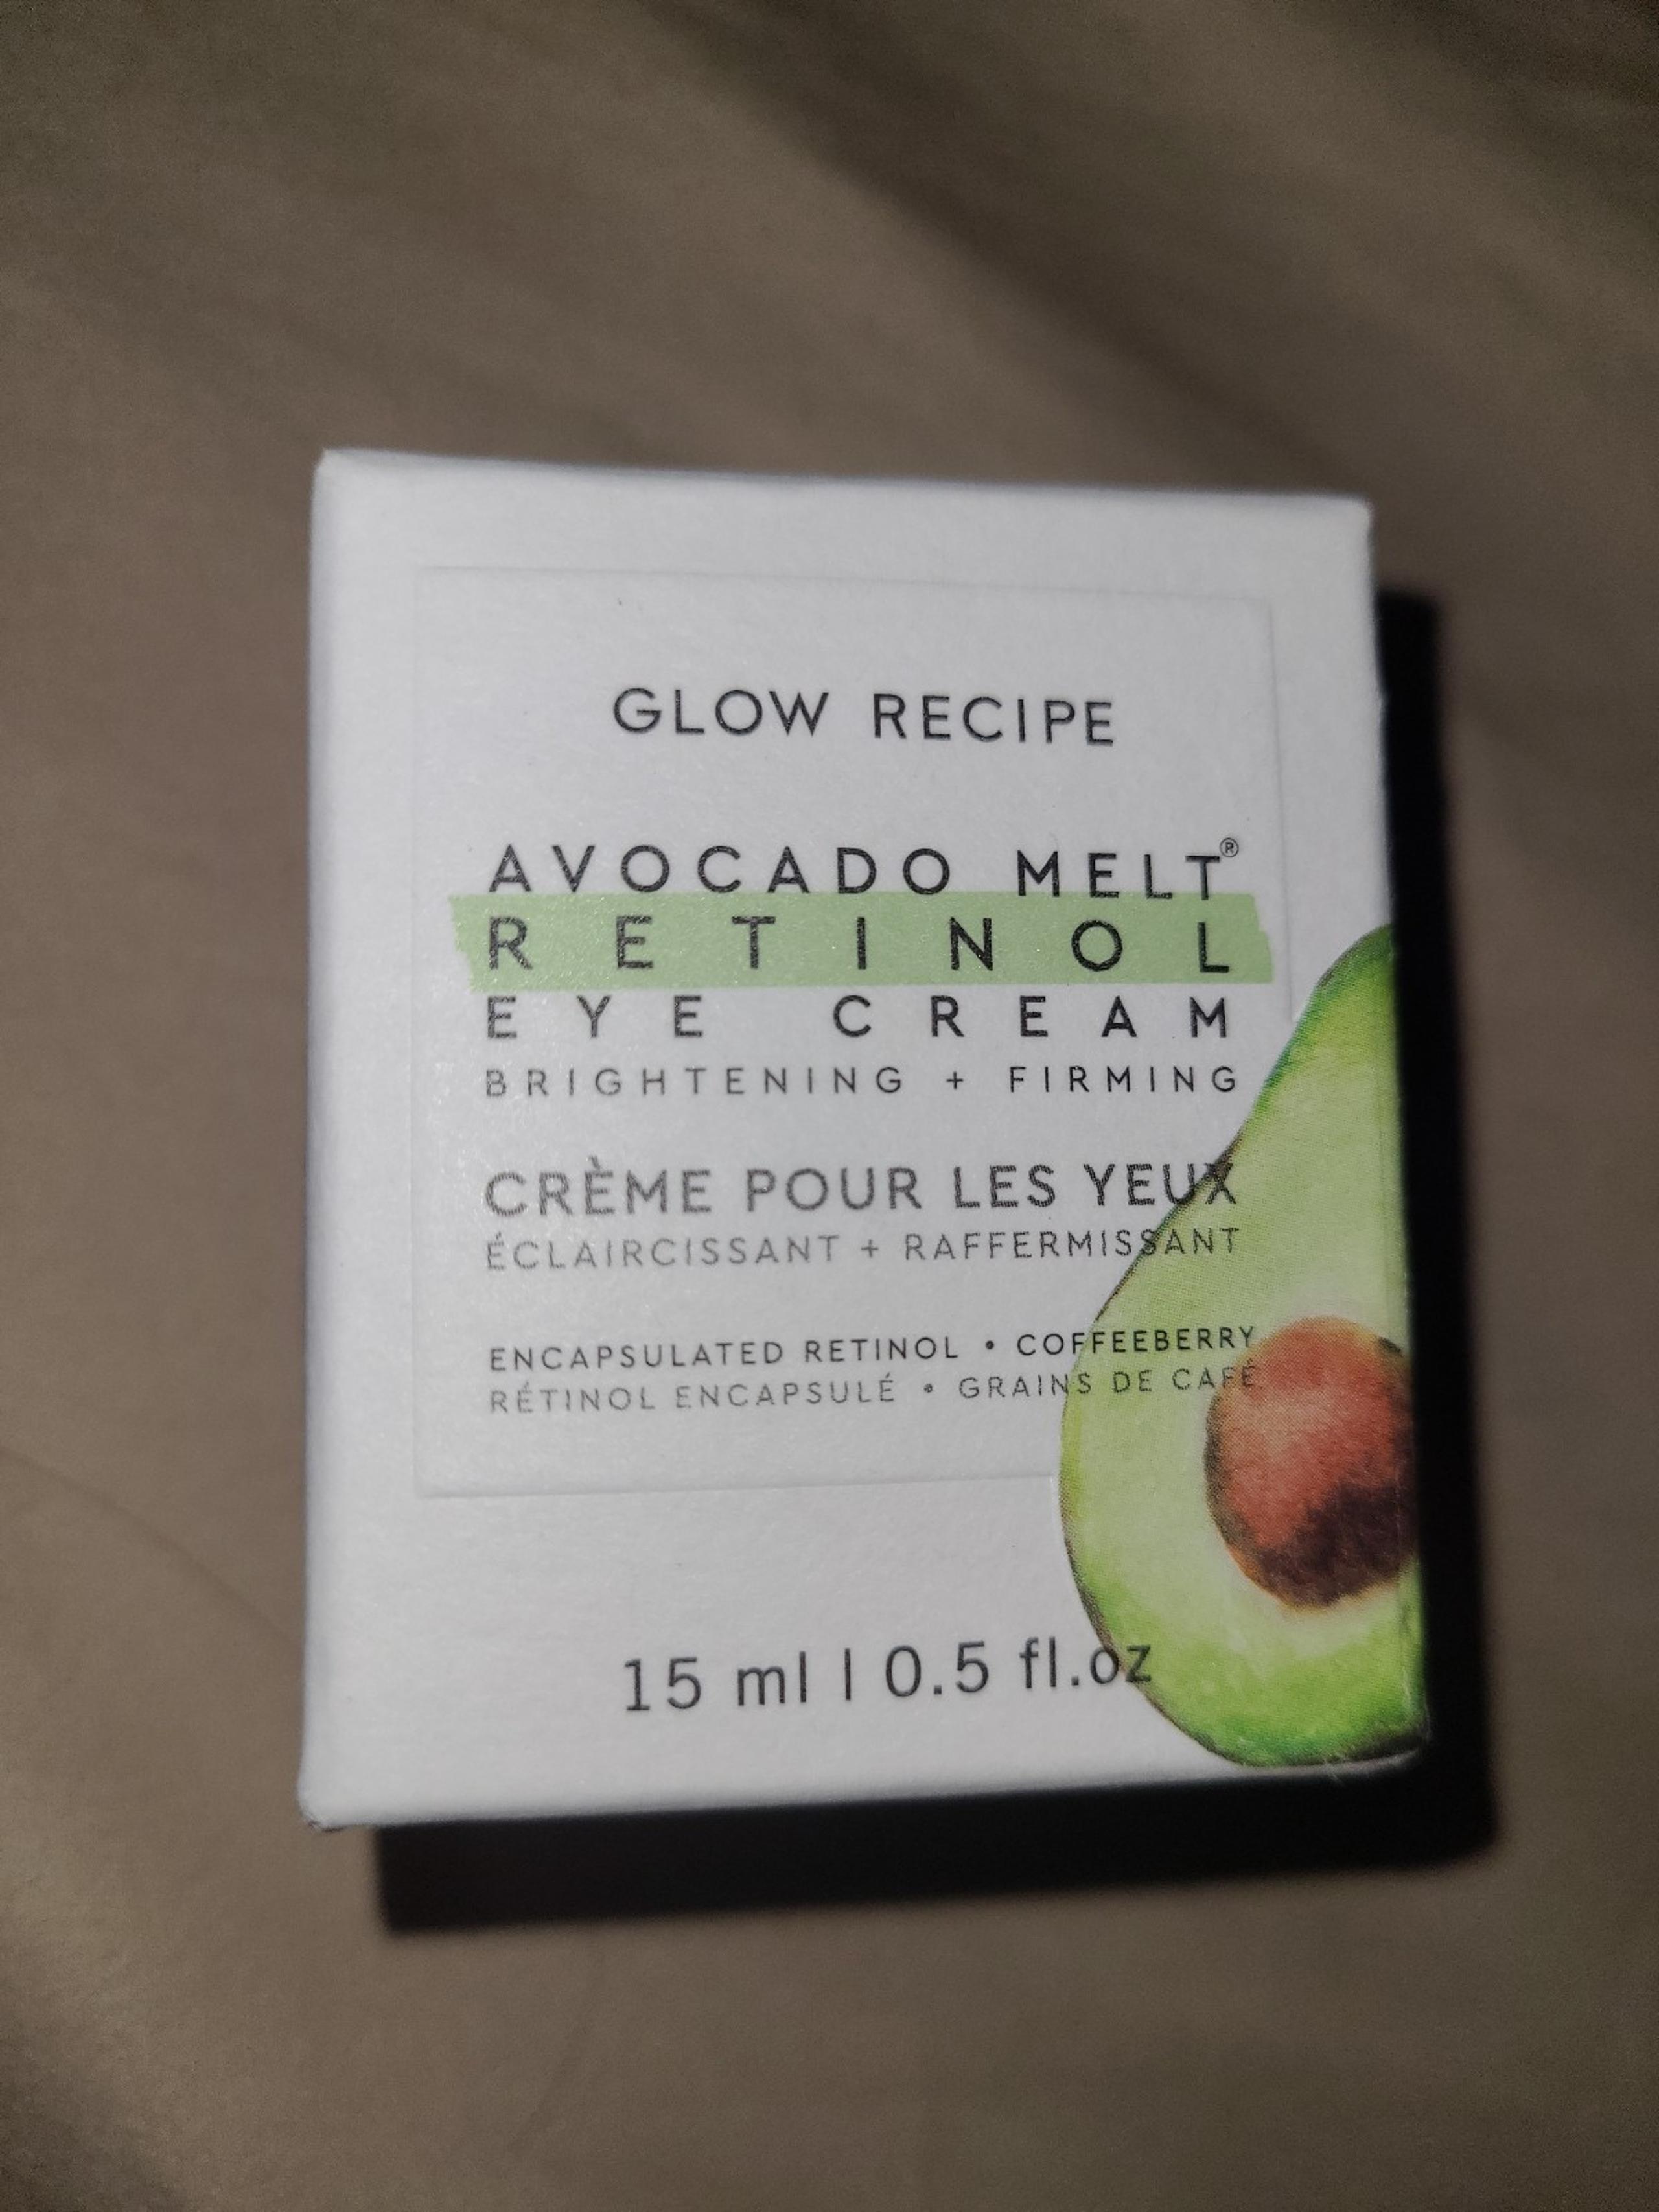 GLOW RECIPE
AVOCADO MELT®
RETINOL
EYE CREAM
BRIGHTENING + FIRMING
CRÈME POUR LES YEUX
ÉCLAIRCISSANT + RAFFERMISSANT
ENCAPSULATED RETINOL • COFFEEBERRY
RÉTINOL ENCAPSULÉ • GRAINS DE CAFÉ
15 ml | 0.5 fl.oz